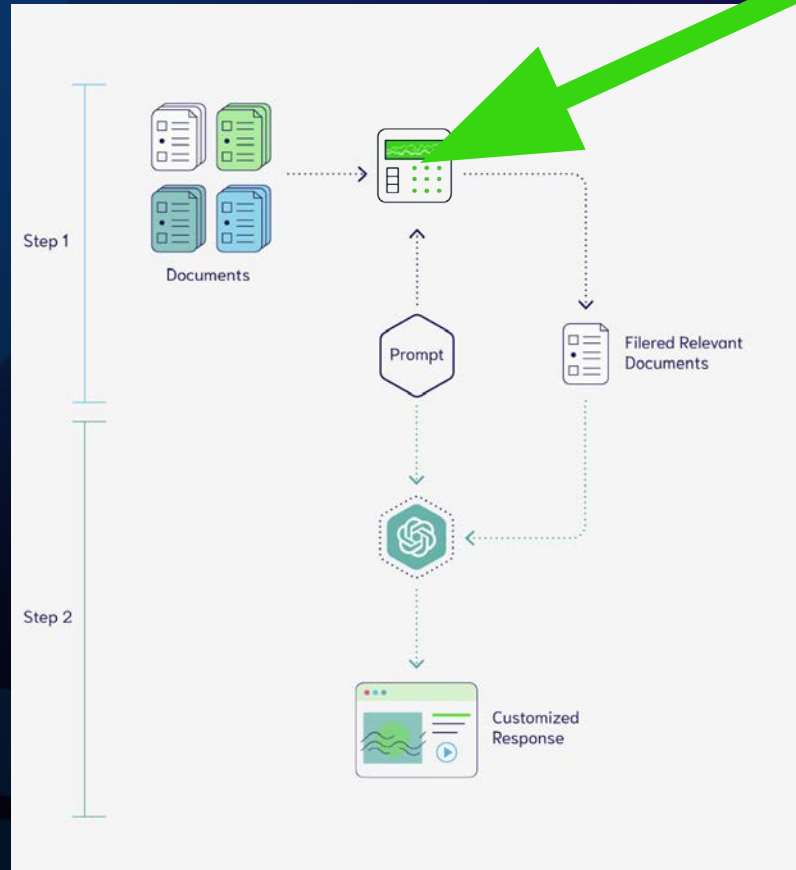 Step 1
Documents
Prompt
Filered Relevant
Documents
Step 2
Customized
Response